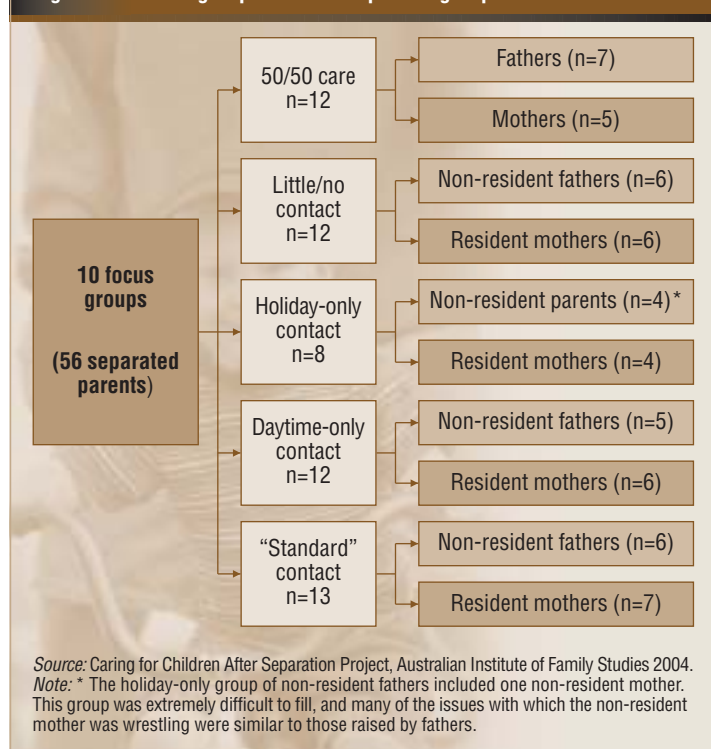 50/50 care
n=12
Fathers (n=7)
Mothers (n=5)
Little/no
contact
n=12
Non-resident fathers (n=6)
Resident mothers (n=6)
10 focus
groups
(56 separated
parents)
Holiday-only
contact
n=8
Non-resident parents (n=4)*
Resident mothers (n=4)
Daytime-only
contact
n=12
Non-resident fathers (n=5)
Resident mothers (n=6)
“Standard”
contact
n=13
Non-resident fathers (n=6)
Resident mothers (n=7)
Source: Caring for Children After Separation Project, Australian Institute of Family Studies 2004.
Note: * The holiday-only group of non-resident fathers included one non-resident mother.
This group was extremely difficult to fill, and many of the issues with which the non-resident
mother was wrestling were similar to those raised by fathers.